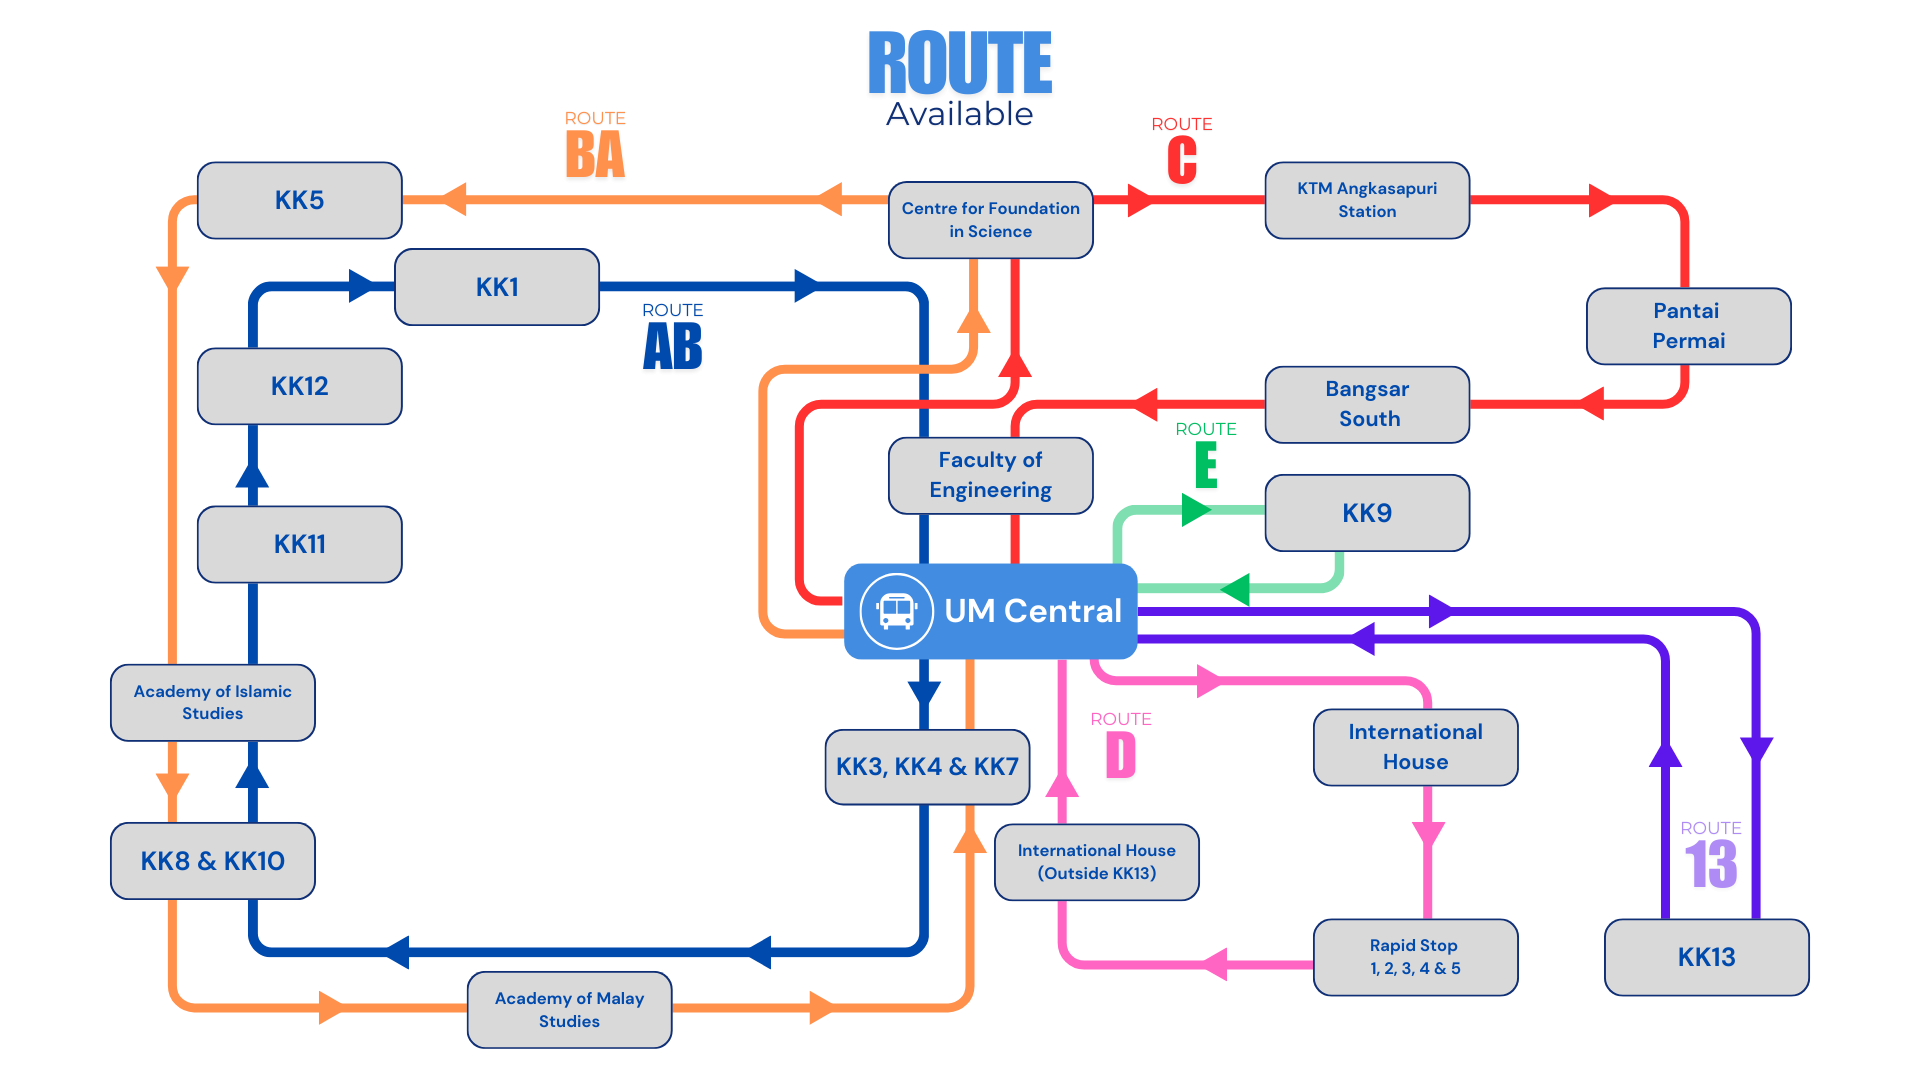 ROUTE
Available
ROUTE
BA
ROUTE
C
KK5
Centre for Foundation
in Science
KTM Angkasapuri
Station
KK1
ROUTE
AB
Pantai
Permai
KK12
Bangsar
South
ROUTE
E
Faculty of
Engineering
KK9
KK11
UM Central
Academy of Islamic
Studies
ROUTE
D
International
House
KK3, KK4 & KK7
ROUTE
13
KK8 & KK10
International House
(Outside KK13)
Rapid Stop
1, 2, 3, 4 & 5
KK13
Academy of Malay
Studies